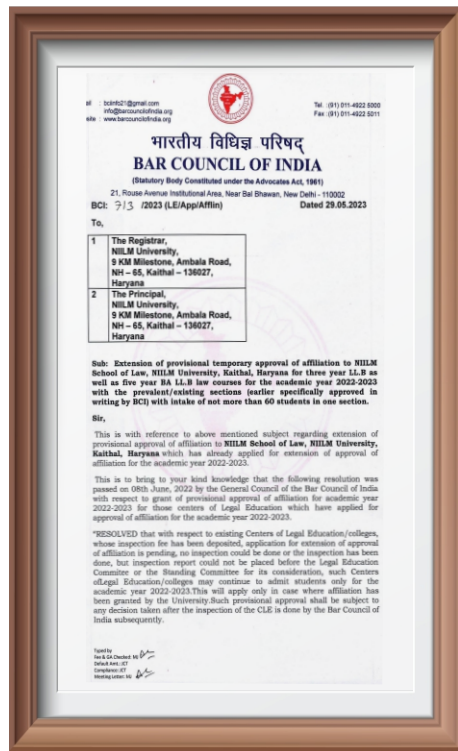 ail : bcinfo21@gmail.com
info@barcouncilofindia.org
site : www.barcouncilofindia.org
Tel. :(91) 011-4922 5000
Fax :(91) 011-4922 5011
भारतीय विधिज्ञ परिषद्
BAR COUNCIL OF INDIA
(Statutory Body Constituted under the Advocates Act, 1961)
21, Rouse Avenue Institutional Area, Near Bal Bhawan, New Delhi - 110002
BCI: 713 /2023 (LE/App/Affiln) Dated 29.05.2023
To,
1 The Registrar,
NIILM University,
9 KM Milestone, Ambala Road,
NH – 65, Kaithal – 136027,
Haryana
2 The Principal,
NIILM University,
9 KM Milestone, Ambala Road,
NH – 65, Kaithal – 136027,
Haryana
Sub: Extension of provisional temporary approval of affiliation to NIILM
School of Law, NIILM University, Kaithal, Haryana for three year LL.B as
well as five year BA LL.B law courses for the academic year 2022-2023
with the prevalent/existing sections (earlier specifically approved in
writing by BCI) with intake of not more than 60 students in one section.
Sir,
This is with reference to above mentioned subject regarding extension of
provisional approval of affiliation to NIILM School of Law, NIILM University,
Kaithal, Haryana which has already applied for extension of approval of
affiliation for the academic year 2022-2023.
This is to bring to your kind knowledge that the following resolution was
passed on 08th June, 2022 by the General Council of the Bar Council of India
with respect to grant of provisional approval of affiliation for academic year
2022-2023 for those centers of Legal Education which have applied for
approval of affiliation for the academic year 2022-2023.
"RESOLVED that with respect to existing Centers of Legal Education/colleges,
whose inspection fee has been deposited, application for extension of approval
of affiliation is pending, no inspection could be done or the inspection has been
done, but inspection report could not be placed before the Legal Education
Commitee or the Standing Committee for its consideration, such Centers
ofLegal Education/colleges may continue to admit students only for the
academic year 2022-2023.This will apply only in case where affiliation has
been granted by the University.Such provisional approval shall be subject to
any decision taken after the inspection of the CLE is done by the Bar Council of
India subsequently.
Typed by
Fee & GA Checked: NJ
Default Amt.: JCT
Compliance: JCT
Meeting Letter: NJ